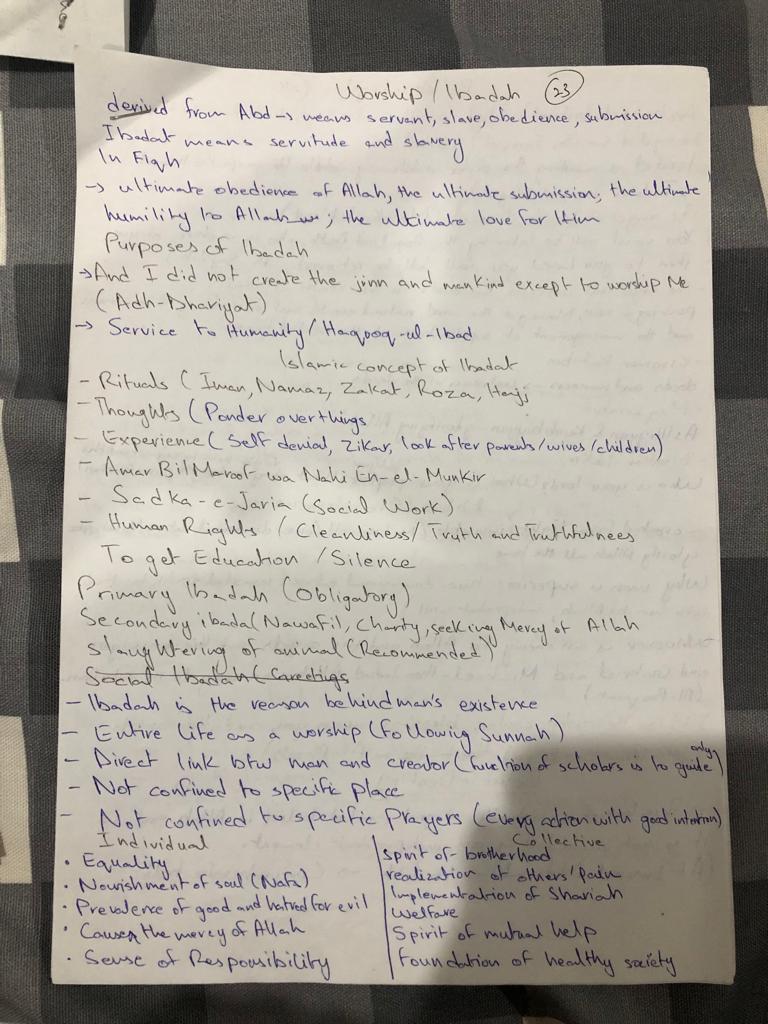 Worship / Ibadah 23
derived from Abd → means servant, slave, obedience, submission
Ibadat means servitude and slavery
In Fiqh
→ ultimate obedience of Allah, the ultimate submission; the ultimate
humility to Allah ; the ultimate love for Him
Purposes of Ibadah
→ And I did not create the jinn and mankind except to worship Me
(Adh-Dhariyat)
→ Service to Humanity / Haqooq-ul-Ibad
Islamic concept of Ibadat
- Rituals ( Iman, Namaz, Zakat, Roza, Hajj
- Thoughts ( Ponder over things
- Experience ( Self denial, Zikar, look after parents/wives/children)
- Amar Bil Maroof wa Nahi En-el-Munkir
- Sadka-e-Jaria (Social Work)
- Human Rights / Cleanliness / Truth and Truthfulnees
To get Education / Silence
Primary Ibadah (Obligatory)
Secondary ibada ( Nawafil, Charity, seeking Mercy of Allah
slaughtering of animal (Recommended)
Social Ibadah ( Greetings
- Ibadah is the reason behind man's existence
- Entire life as a worship (Following Sunnah)
- Direct link btw man and creator (function of scholars is to guide only)
- Not confined to specific place
- Not confined to specific Prayers (every action with good intention)
Individual
• Equality
• Nourishment of soul (Nafs)
• Prevalence of good and hatred for evil
• Causes the mercy of Allah
• Sense of Responsibility
Collective
Spirit of brotherhood
realization of others' pain
Implementation of Shariah
Welfare
Spirit of mutual help
foundation of healthy society